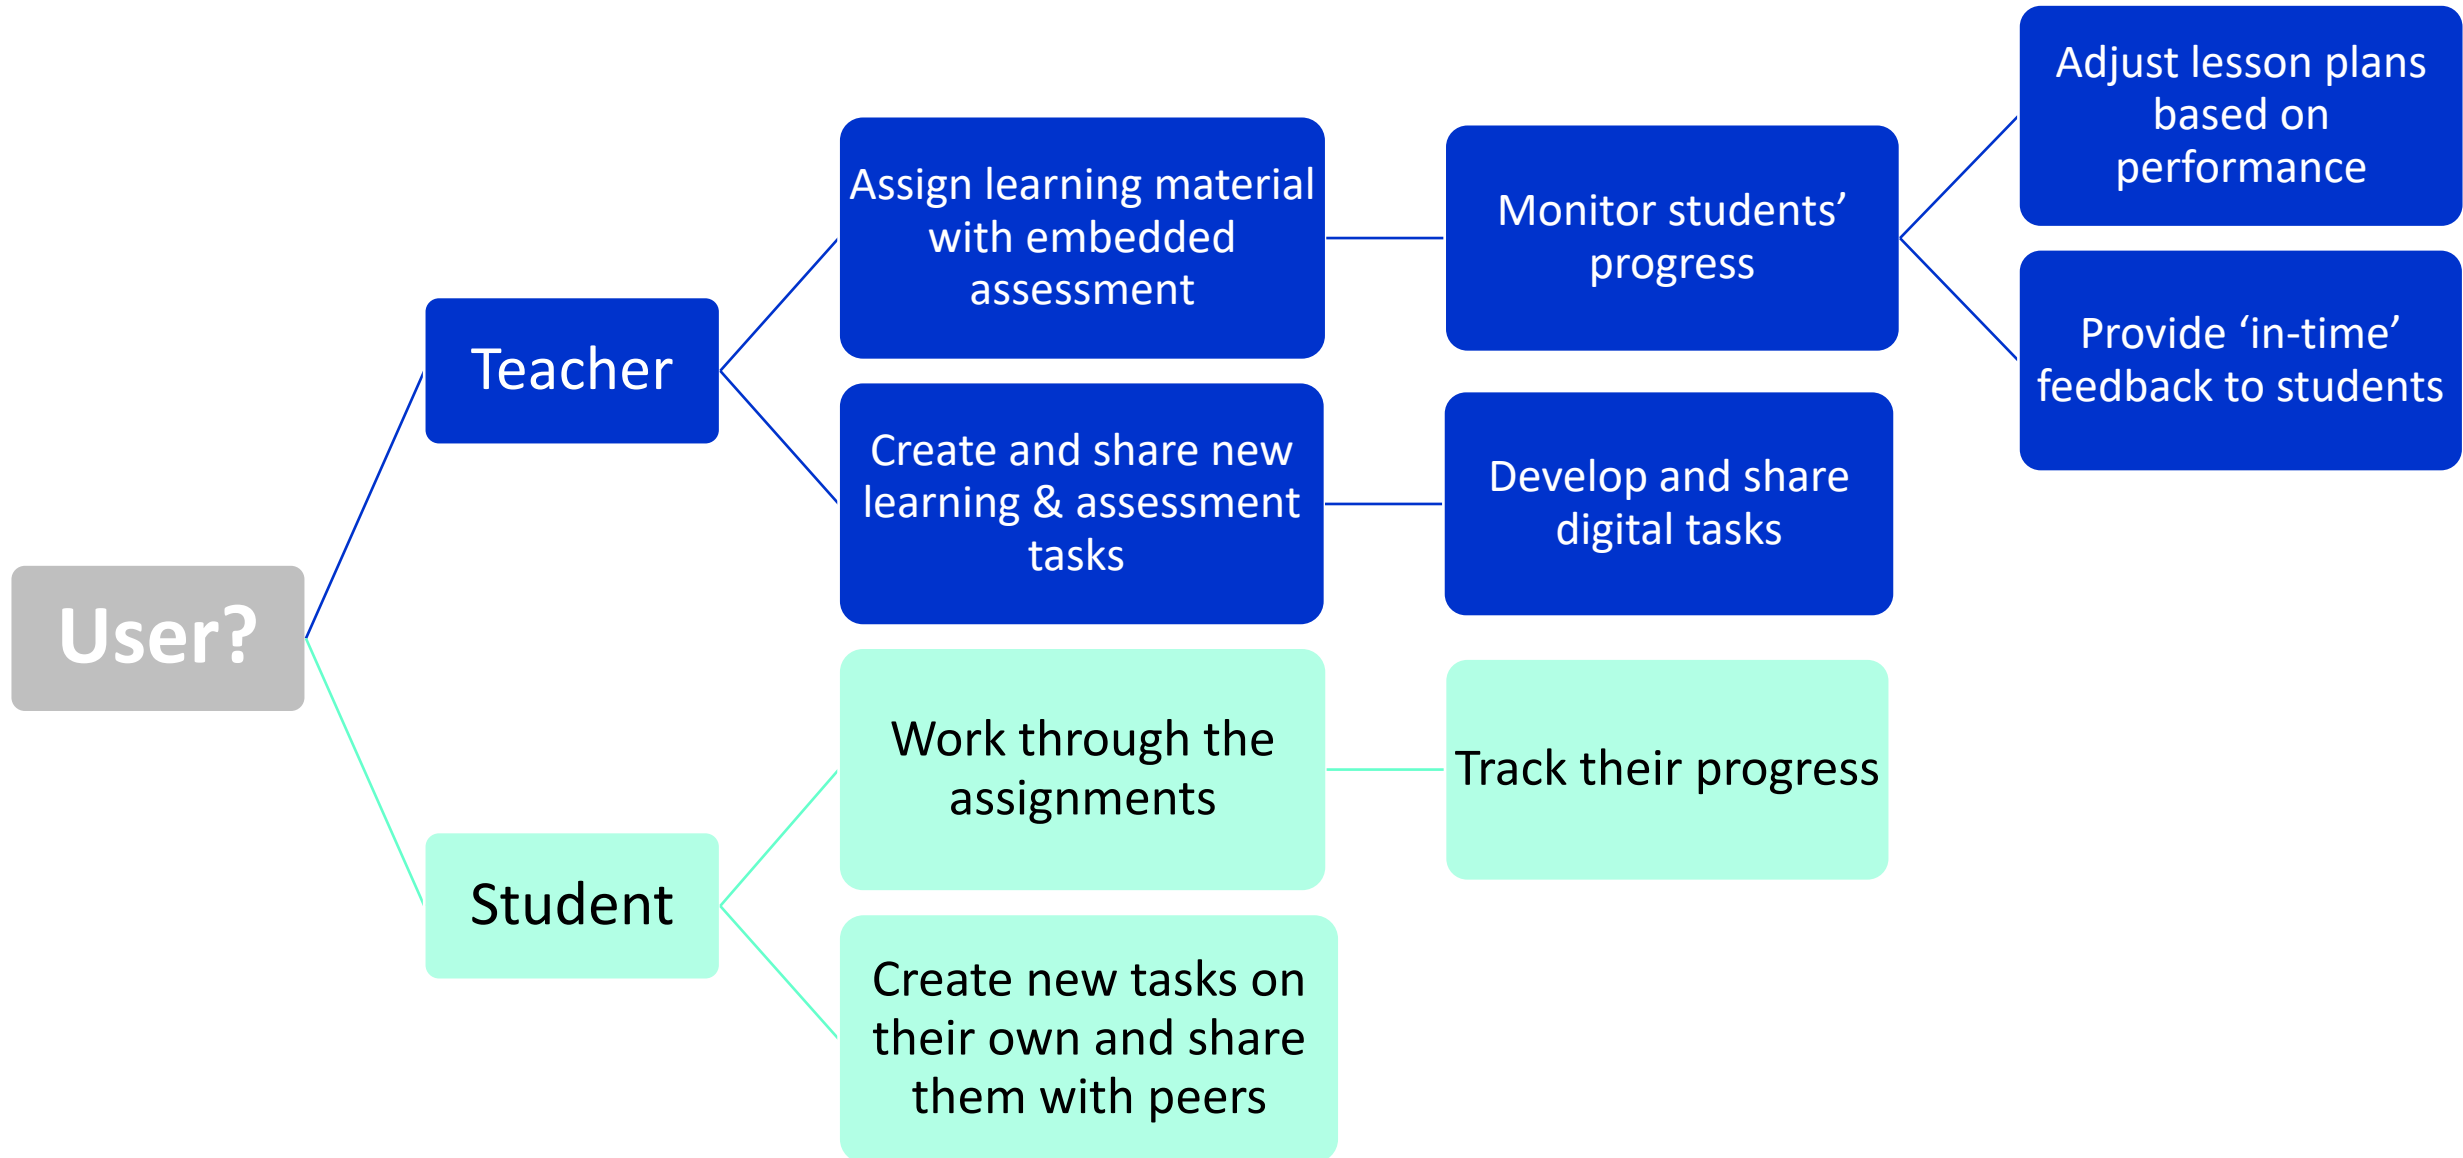 User?
Teacher
Assign learning material
with embedded
assessment
Monitor students’
progress
Adjust lesson plans
based on
performance
Provide ‘in-time’
feedback to students
Create and share new
learning & assessment
tasks
Develop and share
digital tasks
Student
Work through the
assignments
Track their progress
Create new tasks on
their own and share
them with peers